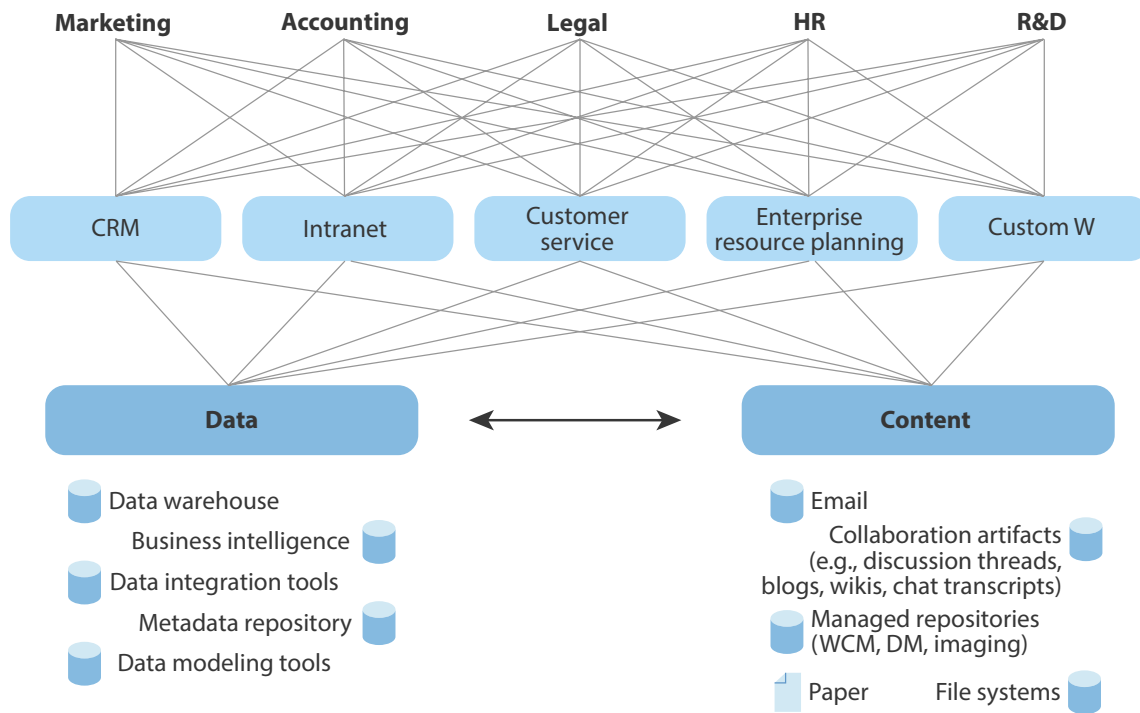 Marketing Accounting Legal HR R&D
CRM
Intranet
Customer
service
Enterprise
resource planning
Custom W
Data
Content
Data warehouse
Business intelligence
Data integration tools
Metadata repository
Data modeling tools
Email
Collaboration artifacts
(e.g., discussion threads,
blogs, wikis, chat transcripts)
Managed repositories
(WCM, DM, imaging)
Paper
File systems